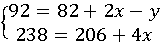 92 = 82 + 2x − y
238 = 206 + 4x